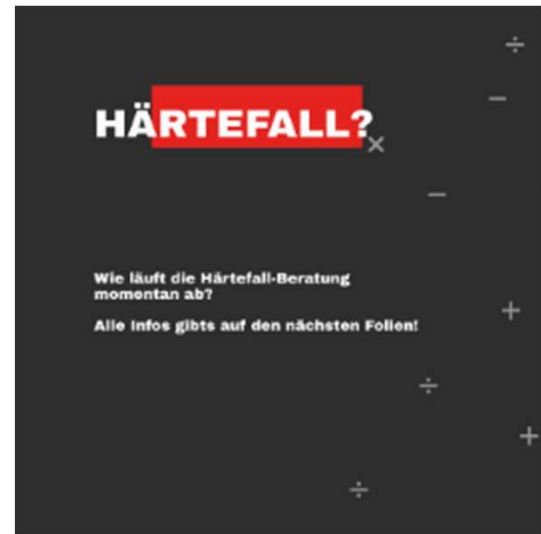 HÄRTEFALL?
Wie läuft die Härtefall-Beratung
momentan ab?
Alle Infos gibts auf den nächsten Folien!